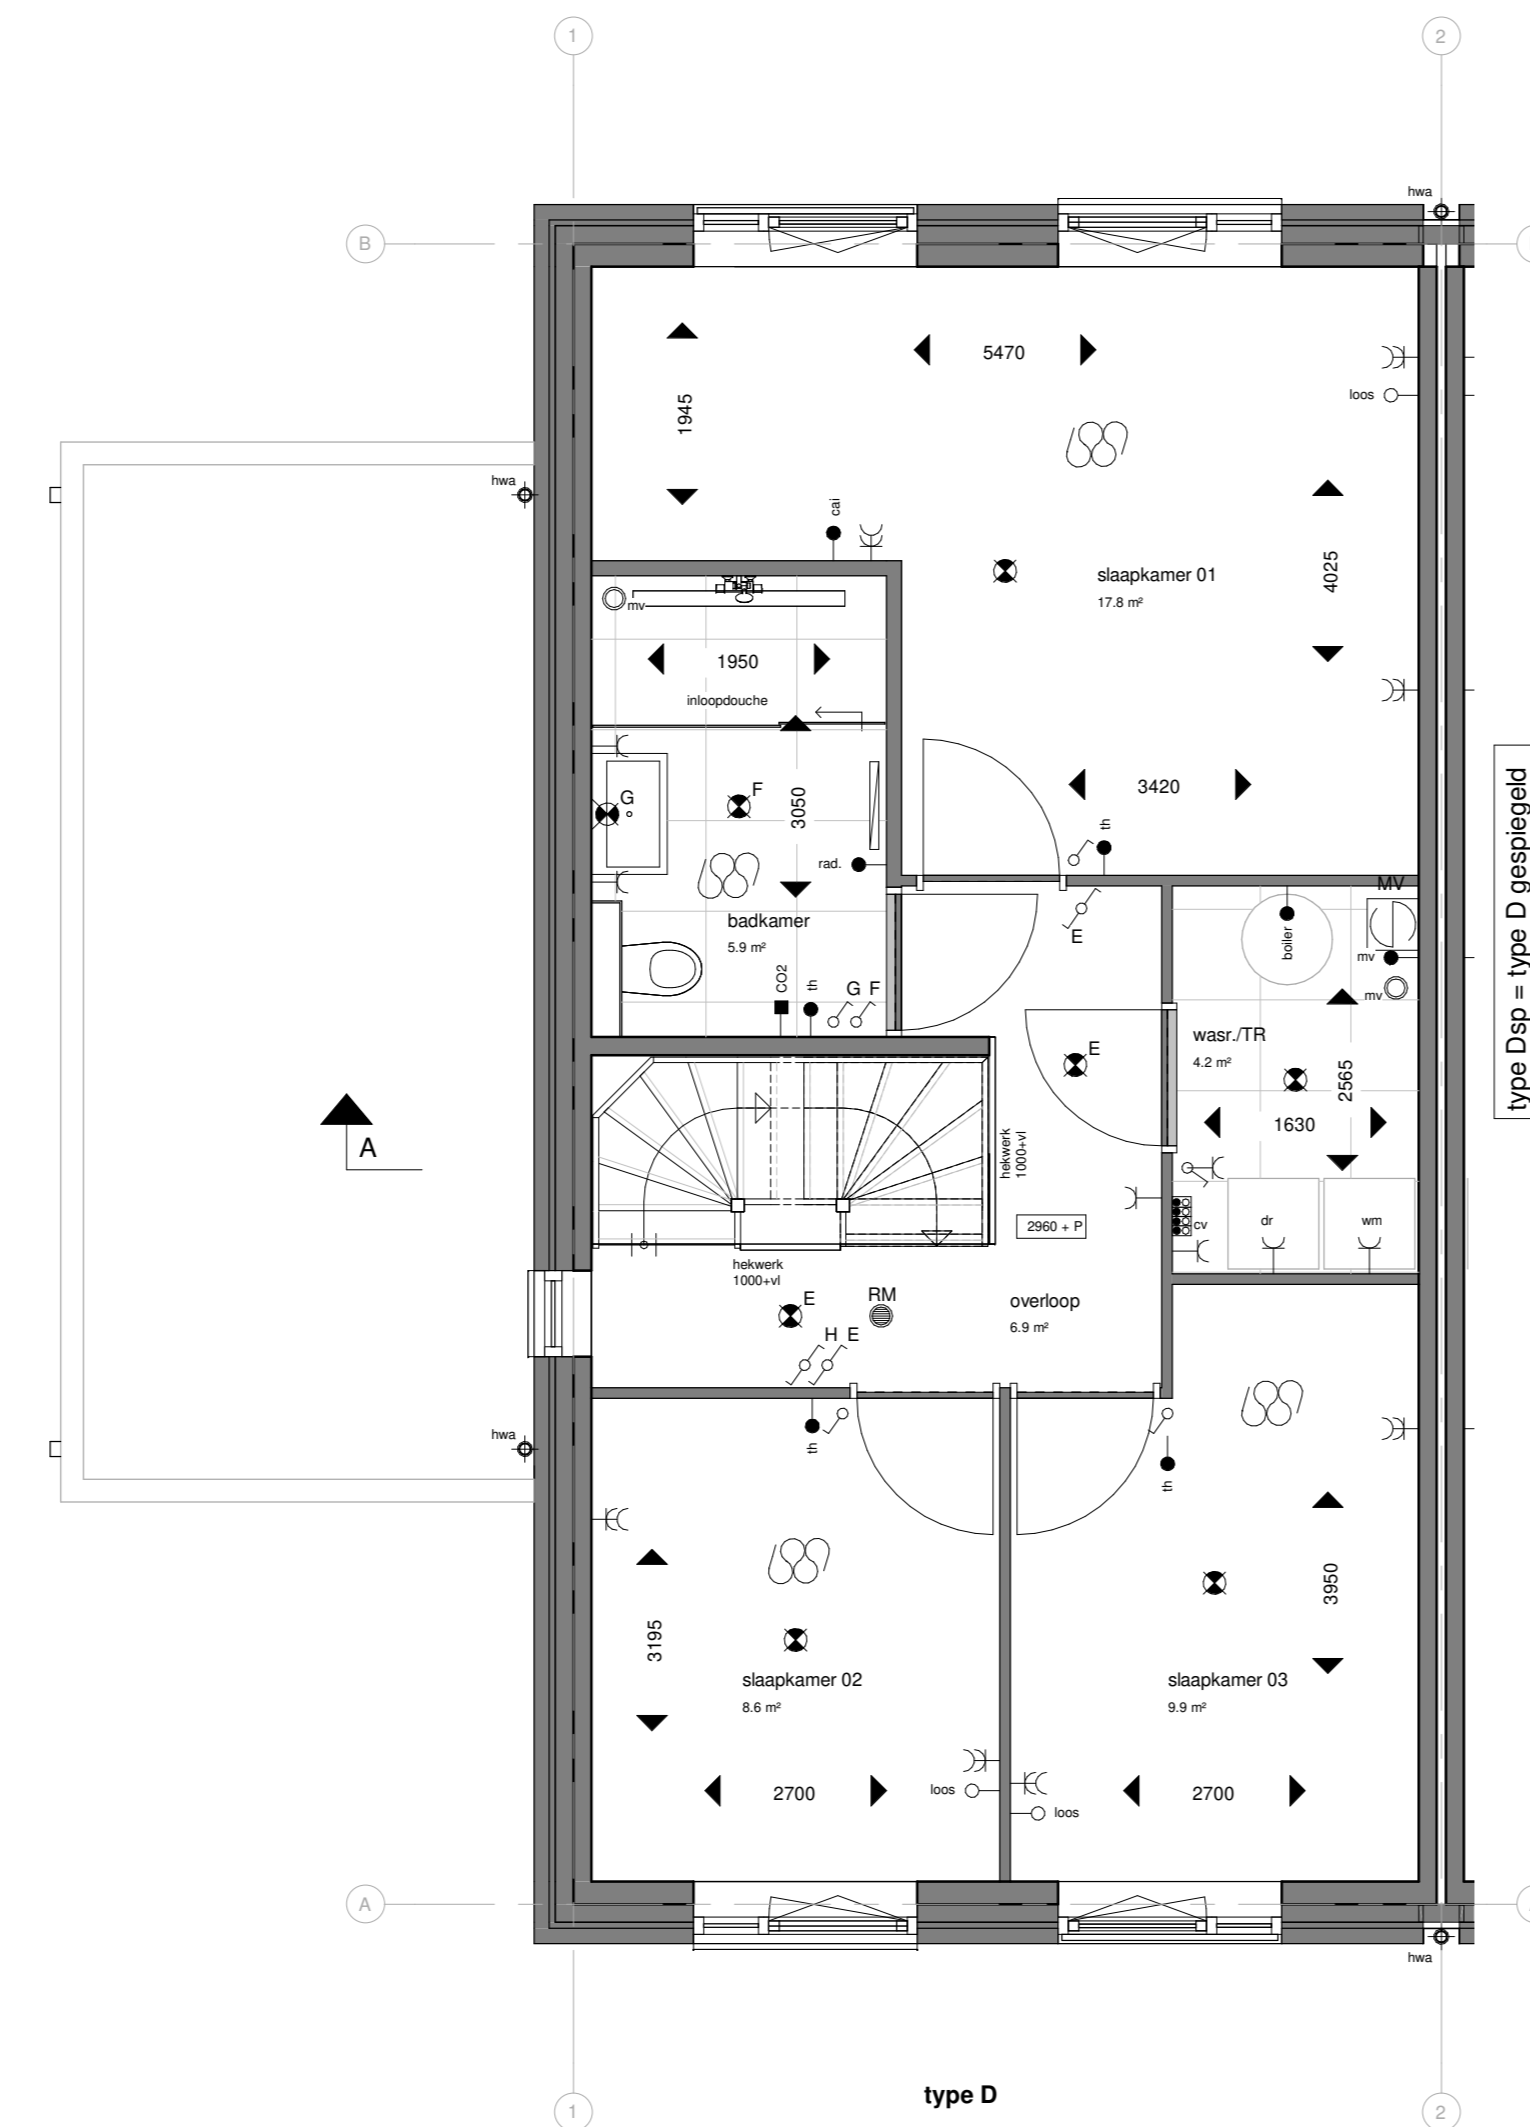 1
2
hwa
B
5470
1945
loos
hwa
cai
4025
slaapkamer 01
17.8 m²
mv
1950
inloopdouche
3420
G
F
3050
th
rad.
MV
badkamer
5.9 m²
E
boiler
mv
mv
CO2
th
G F
type Dsp = type D gespiegeld
wasr./TR
4.2 m²
E
2565
1630
A
hekwerk
1000+vl
2960 + P
cv
dr
wm
hekwerk
1000+vl
E
RM
overloop
6.9 m²
H E
hwa
th
th
3950
3195
slaapkamer 02
8.6 m²
slaapkamer 03
9.9 m²
2700
loos
2700
loos
A
hwa
type D
1
2